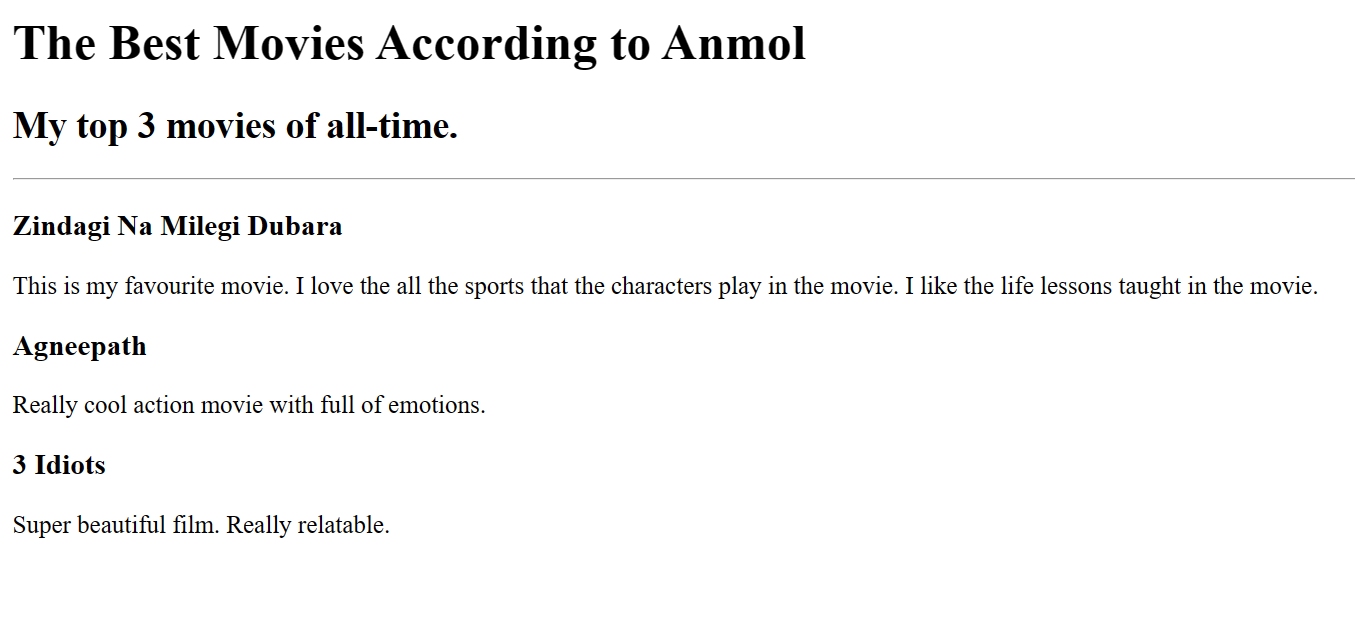 The Best Movies According to Anmol
My top 3 movies of all-time.
Zindagi Na Milegi Dubara
This is my favourite movie. I love the all the sports that the characters play in the movie. I like the life lessons taught in the movie.
Agneepath
Really cool action movie with full of emotions.
3 Idiots
Super beautiful film. Really relatable.